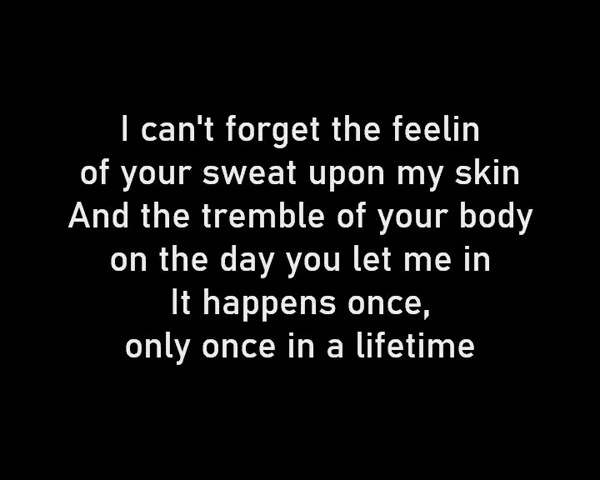 I can't forget the feelin
of your sweat upon my skin
And the tremble of your body
on the day you let me in
It happens once,
only once in a lifetime